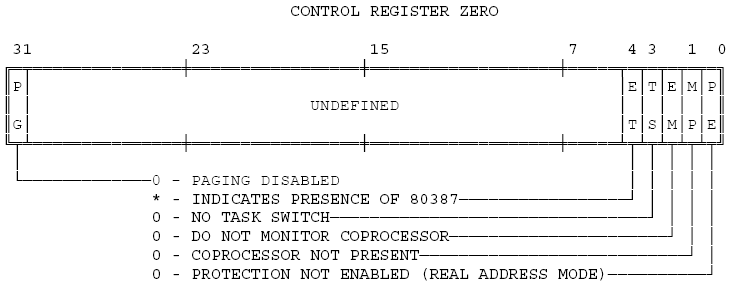 CONTROL REGISTER ZERO
31 23 15 7 4 3 1 0
P E T E M P
UNDEFINED
G T S M P E
0 - PAGING DISABLED
* - INDICATES PRESENCE OF 80387
0 - NO TASK SWITCH
0 - DO NOT MONITOR COPROCESSOR
0 - COPROCESSOR NOT PRESENT
0 - PROTECTION NOT ENABLED (REAL ADDRESS MODE)